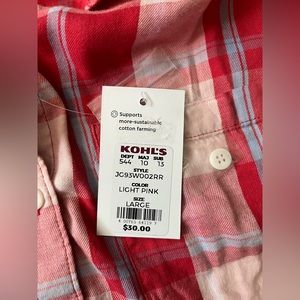 Supports
more-sustainable
cotton farming
KOHL'S
DEPT MAJ SUB
544 10 13
STYLE
JG93W002RR
COLOR
LIGHT PINK
SIZE
LARGE
$30.00